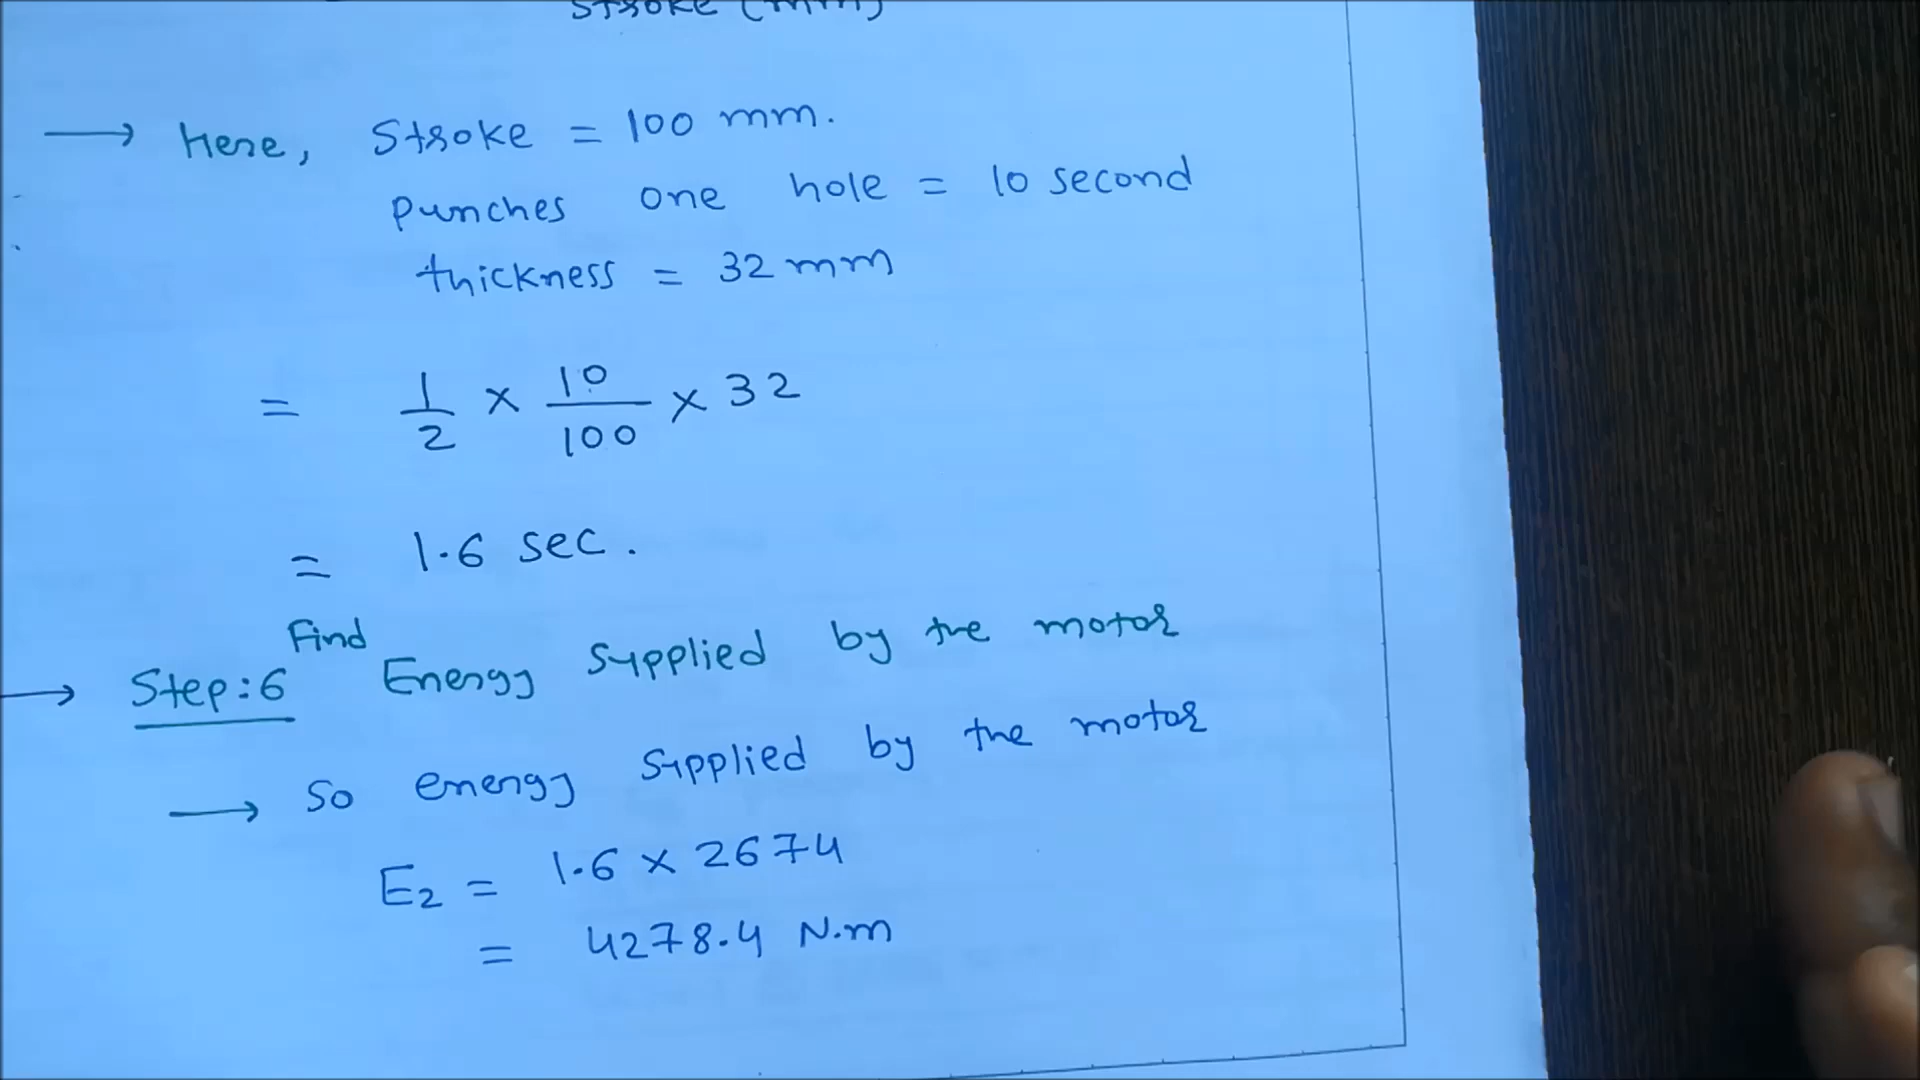 Stroke (mm)
→ Here, Stroke = 100 mm.
Punches one hole = 10 second
thickness = 32 mm
= 1/2 × 10/100 × 32
= 1.6 sec.
→ Step:6 Find Energy supplied by the motor
→ So energy supplied by the motor
E2 = 1.6 × 2674
= 4278.4 N.m